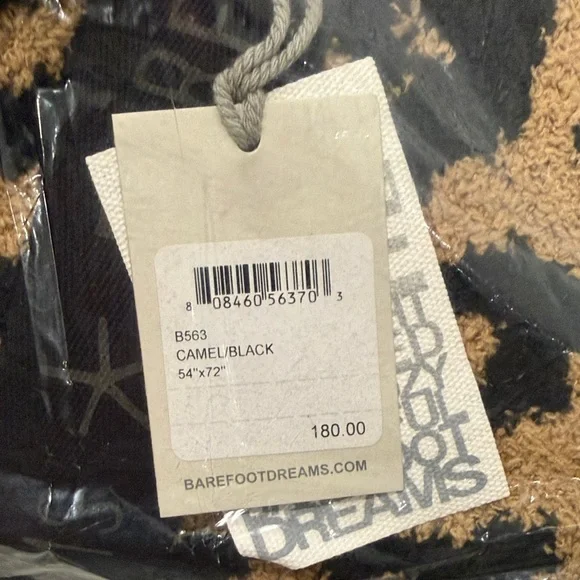 8 08460 56370 3
B563
CAMEL/BLACK
54"x72"
180.00
BAREFOOTDREAMS.COM
DREAMS